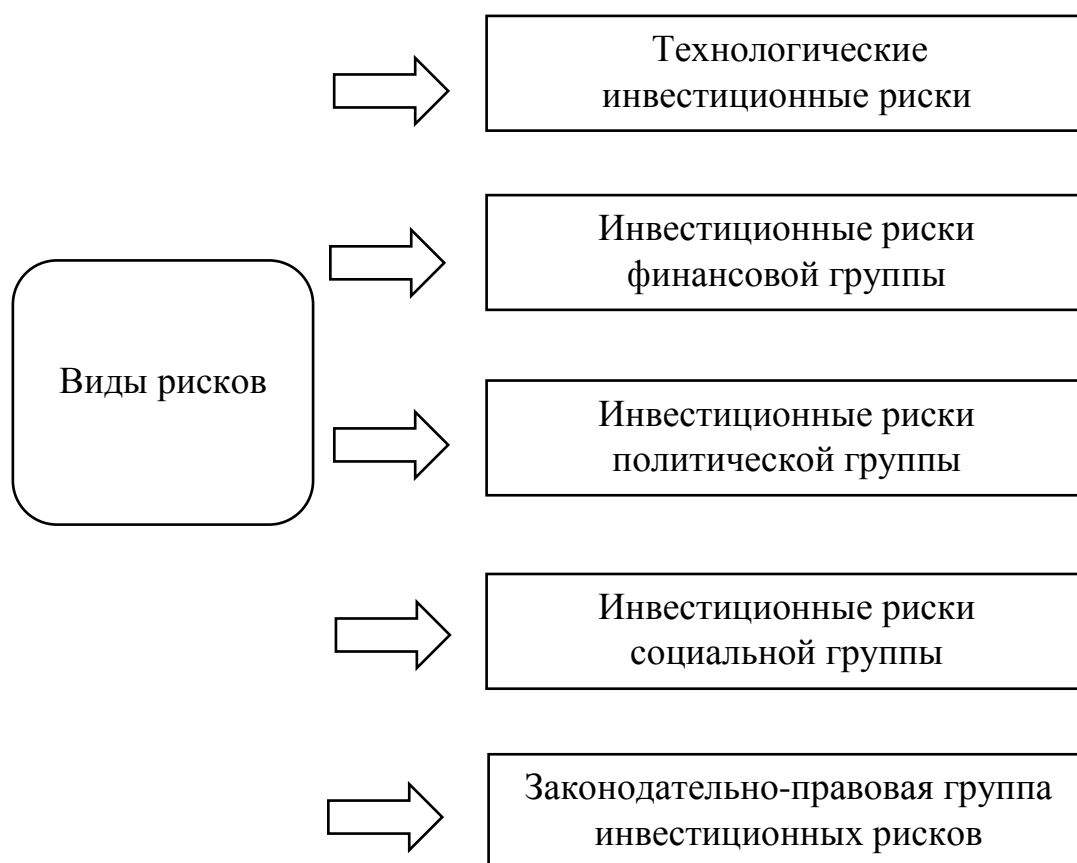 Технологические
инвестиционные риски
Инвестиционные риски
финансовой группы
Виды рисков
Инвестиционные риски
политической группы
Инвестиционные риски
социальной группы
Законодательно-правовая группа
инвестиционных рисков